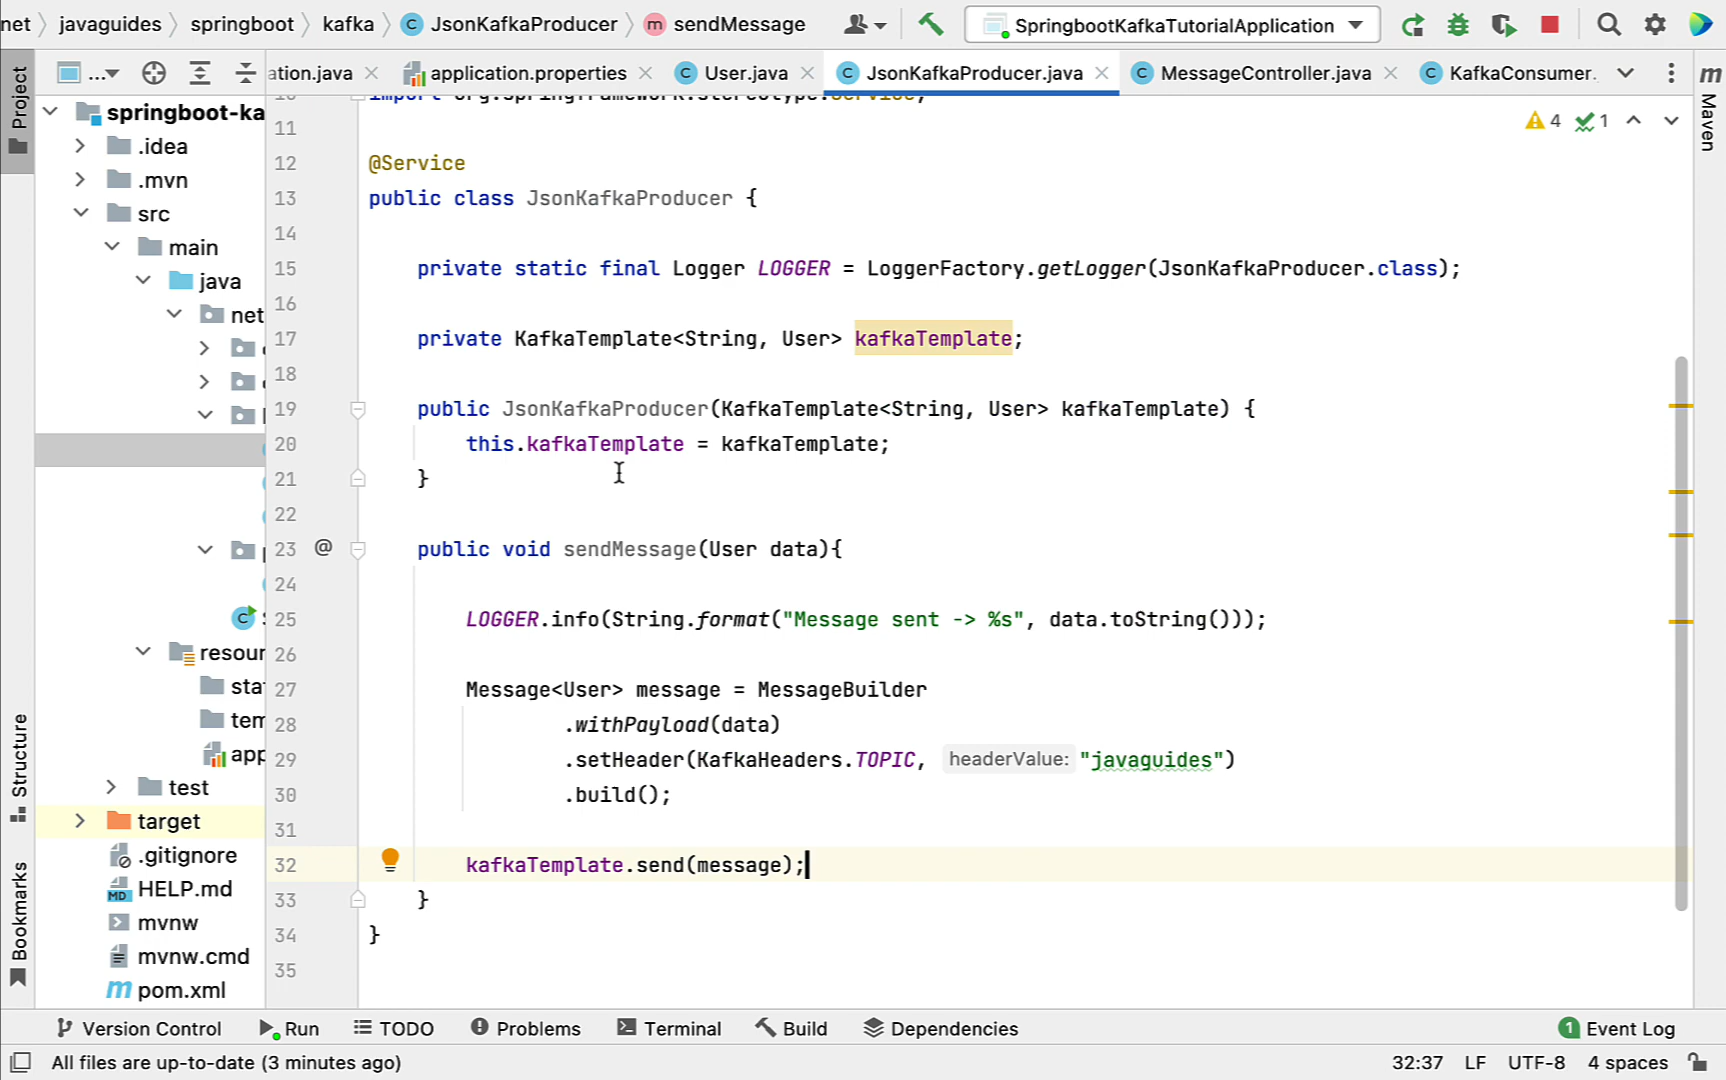 net javaguides springboot kafka JsonKafkaProducer sendMessage SpringbootKafkaTutorialApplication
Project ... ation.java application.properties User.java JsonKafkaProducer.java MessageController.java KafkaConsumer. Maven
springboot-ka
.idea
.mvn
src
main
java
net
resour
sta
tem
app
test
target
.gitignore
HELP.md
mvnw
mvnw.cmd
pom.xml
Structure
Bookmarks
4 1
10 import org.springframework.stereotype.Service;
11
12 @Service
13 public class JsonKafkaProducer {
14
15 private static final Logger LOGGER = LoggerFactory.getLogger(JsonKafkaProducer.class);
16
17 private KafkaTemplate<String, User> kafkaTemplate;
18
19 public JsonKafkaProducer(KafkaTemplate<String, User> kafkaTemplate) {
20 this.kafkaTemplate = kafkaTemplate;
21 }
22
23 @ public void sendMessage(User data){
24
25 LOGGER.info(String.format("Message sent -> %s", data.toString()));
26
27 Message<User> message = MessageBuilder
28 .withPayload(data)
29 .setHeader(KafkaHeaders.TOPIC, headerValue: "javaguides")
30 .build();
31
32 kafkaTemplate.send(message);
33 }
34 }
35
Version Control Run TODO Problems Terminal Build Dependencies 1 Event Log
All files are up-to-date (3 minutes ago) 32:37 LF UTF-8 4 spaces